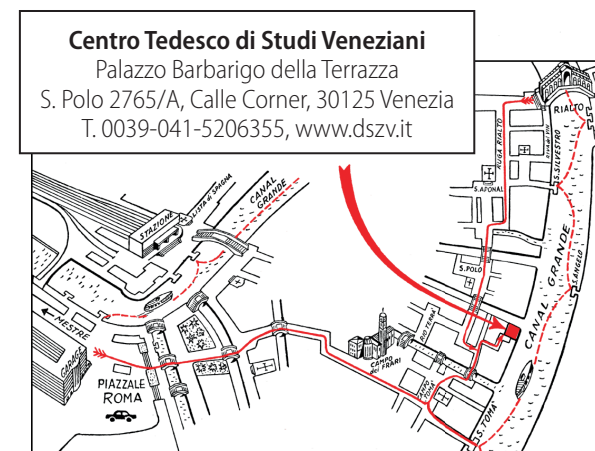 Centro Tedesco di Studi Veneziani
Palazzo Barbarigo della Terrazza
S. Polo 2765/A, Calle Corner, 30125 Venezia
T. 0039-041-5206355, www.dszv.it
RIALTO
RUGA RIALTO
S. SILVESTRO
S. APONAL
LISTA di SPAGNA
CANAL GRANDE
STAZIONE
S. POLO
S. ANGELO
CANAL GRANDE
MESTRE
GARAGE
RIO TERRÀ
CAMPO dei FRARI
PIAZZALE ROMA
S. TOMÀ